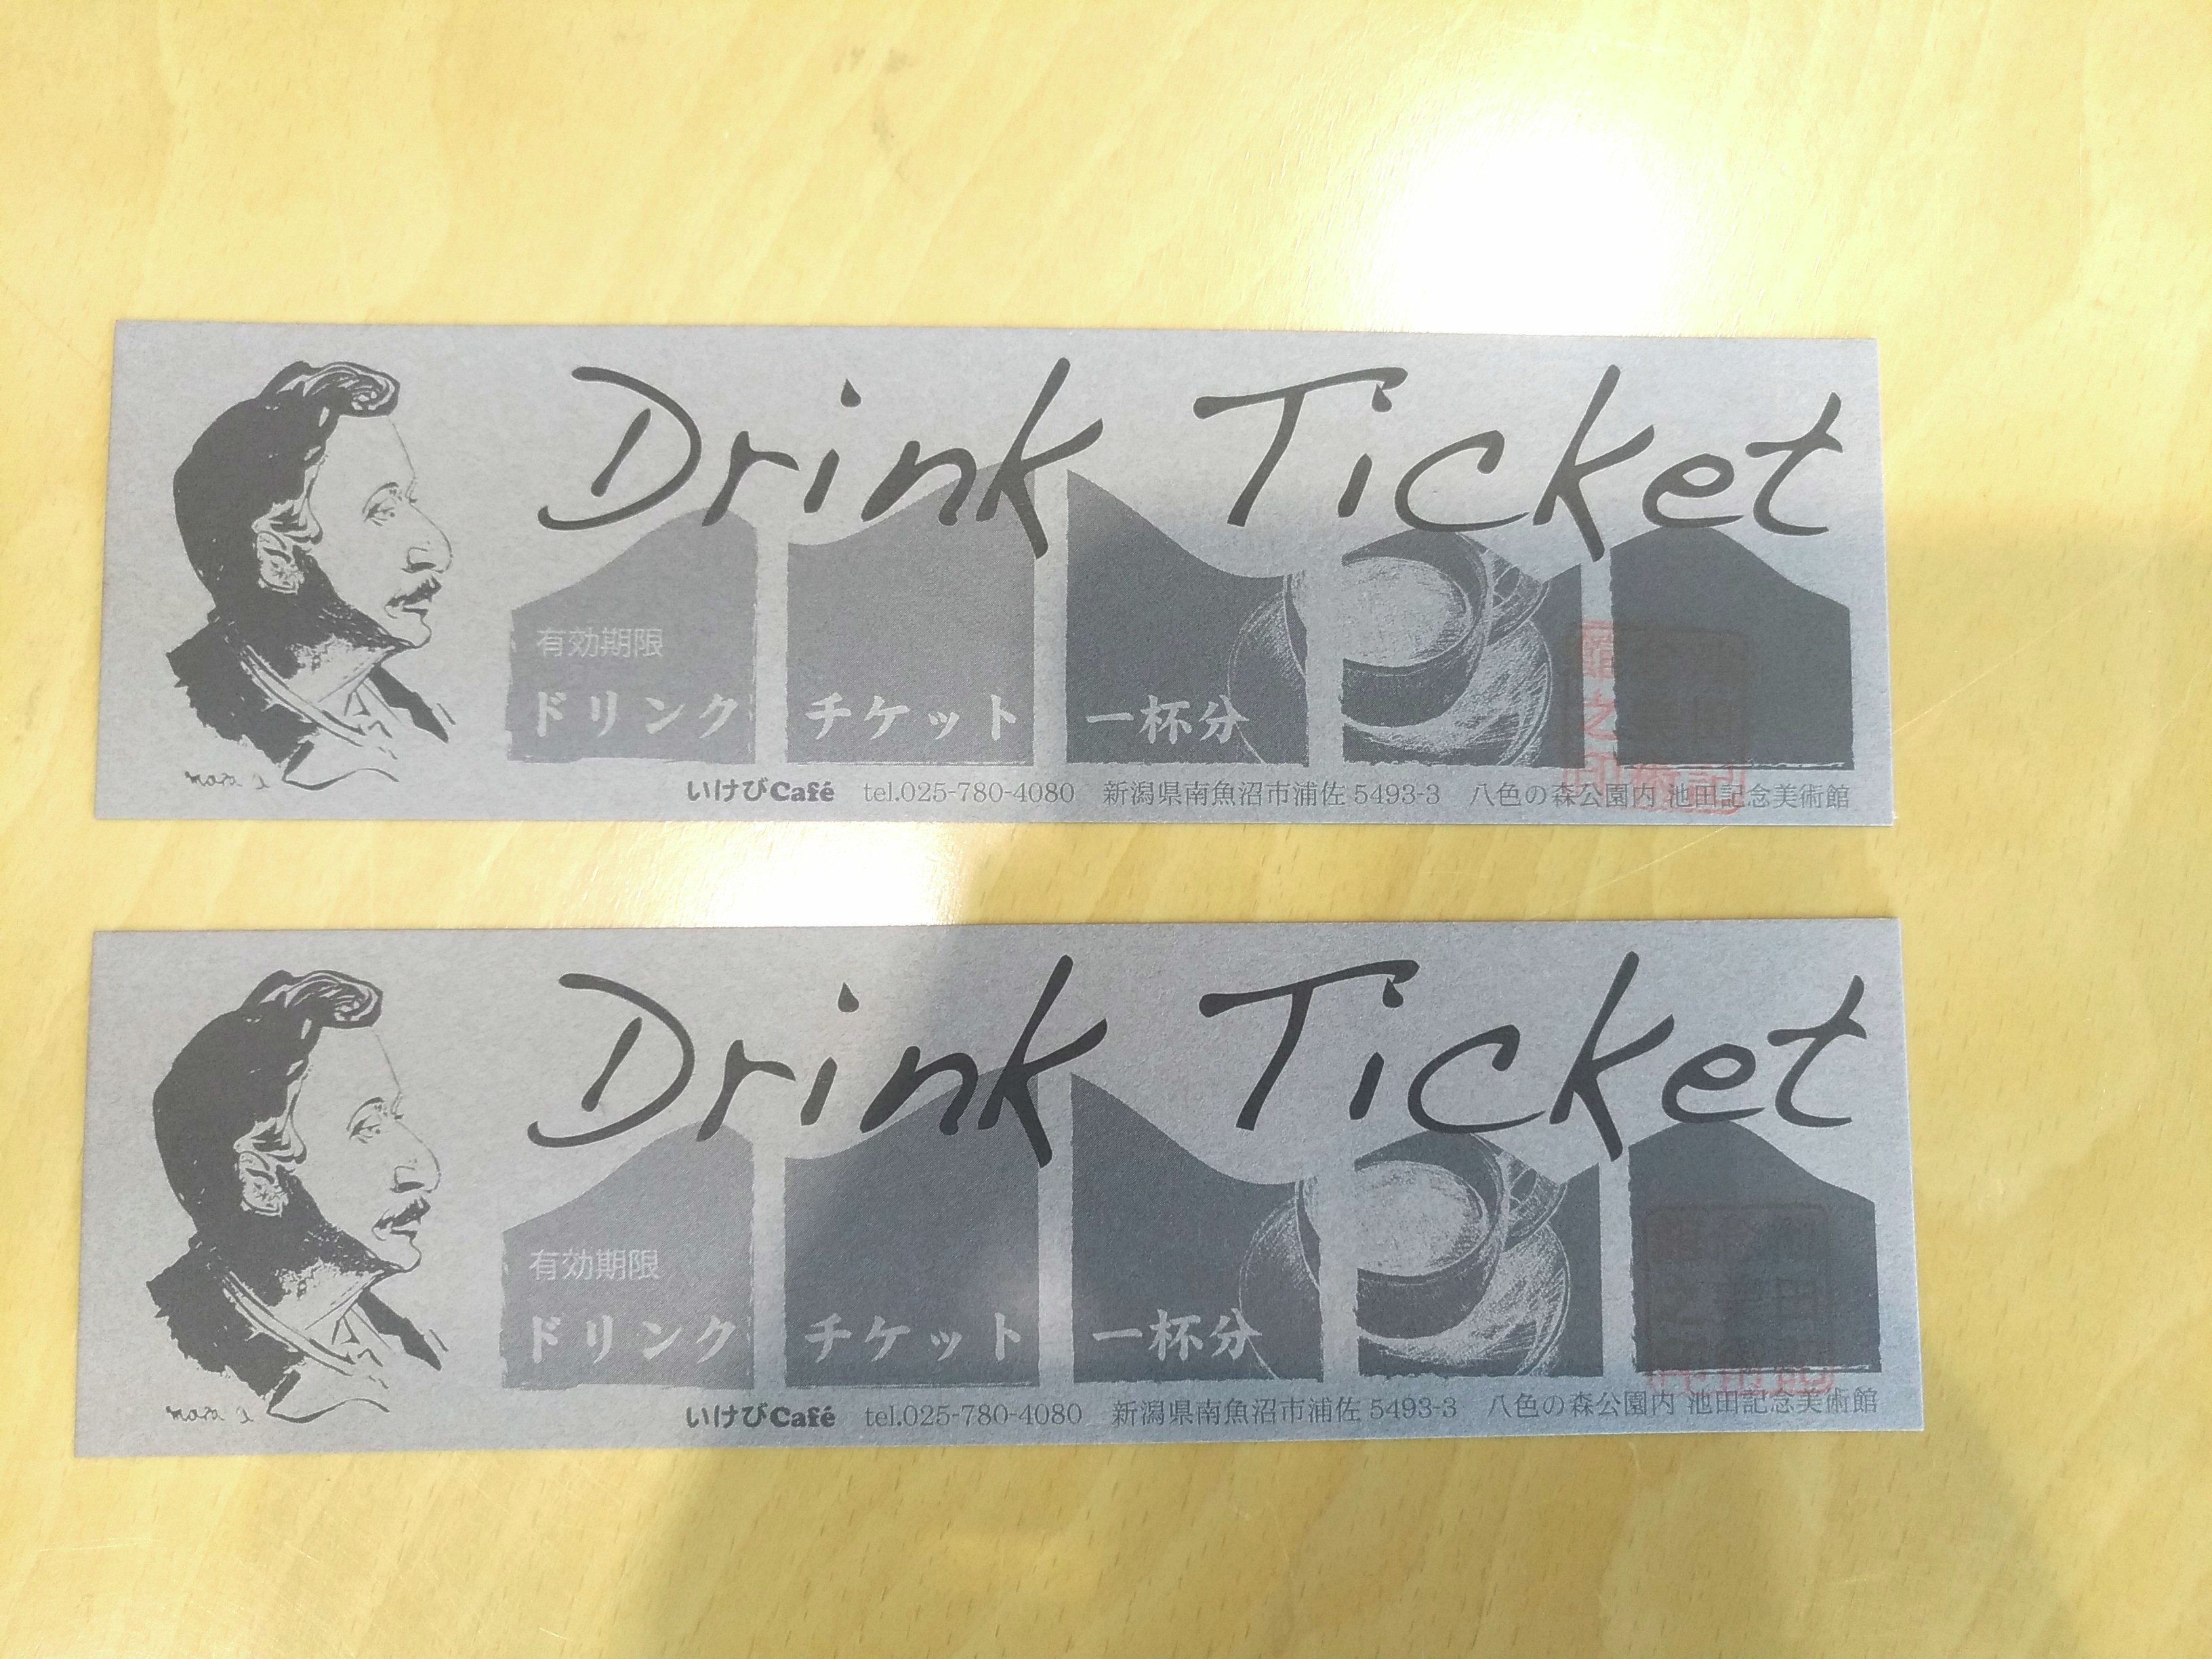 Drink Ticket
有効期限
ドリンク チケット 一杯分
いけびCafé tel.025-780-4080 新潟県南魚沼市浦佐 5493-3 八色の森公園内 池田記念美術館
Drink Ticket
有効期限
ドリンク チケット 一杯分
いけびCafé tel.025-780-4080 新潟県南魚沼市浦佐 5493-3 八色の森公園内 池田記念美術館